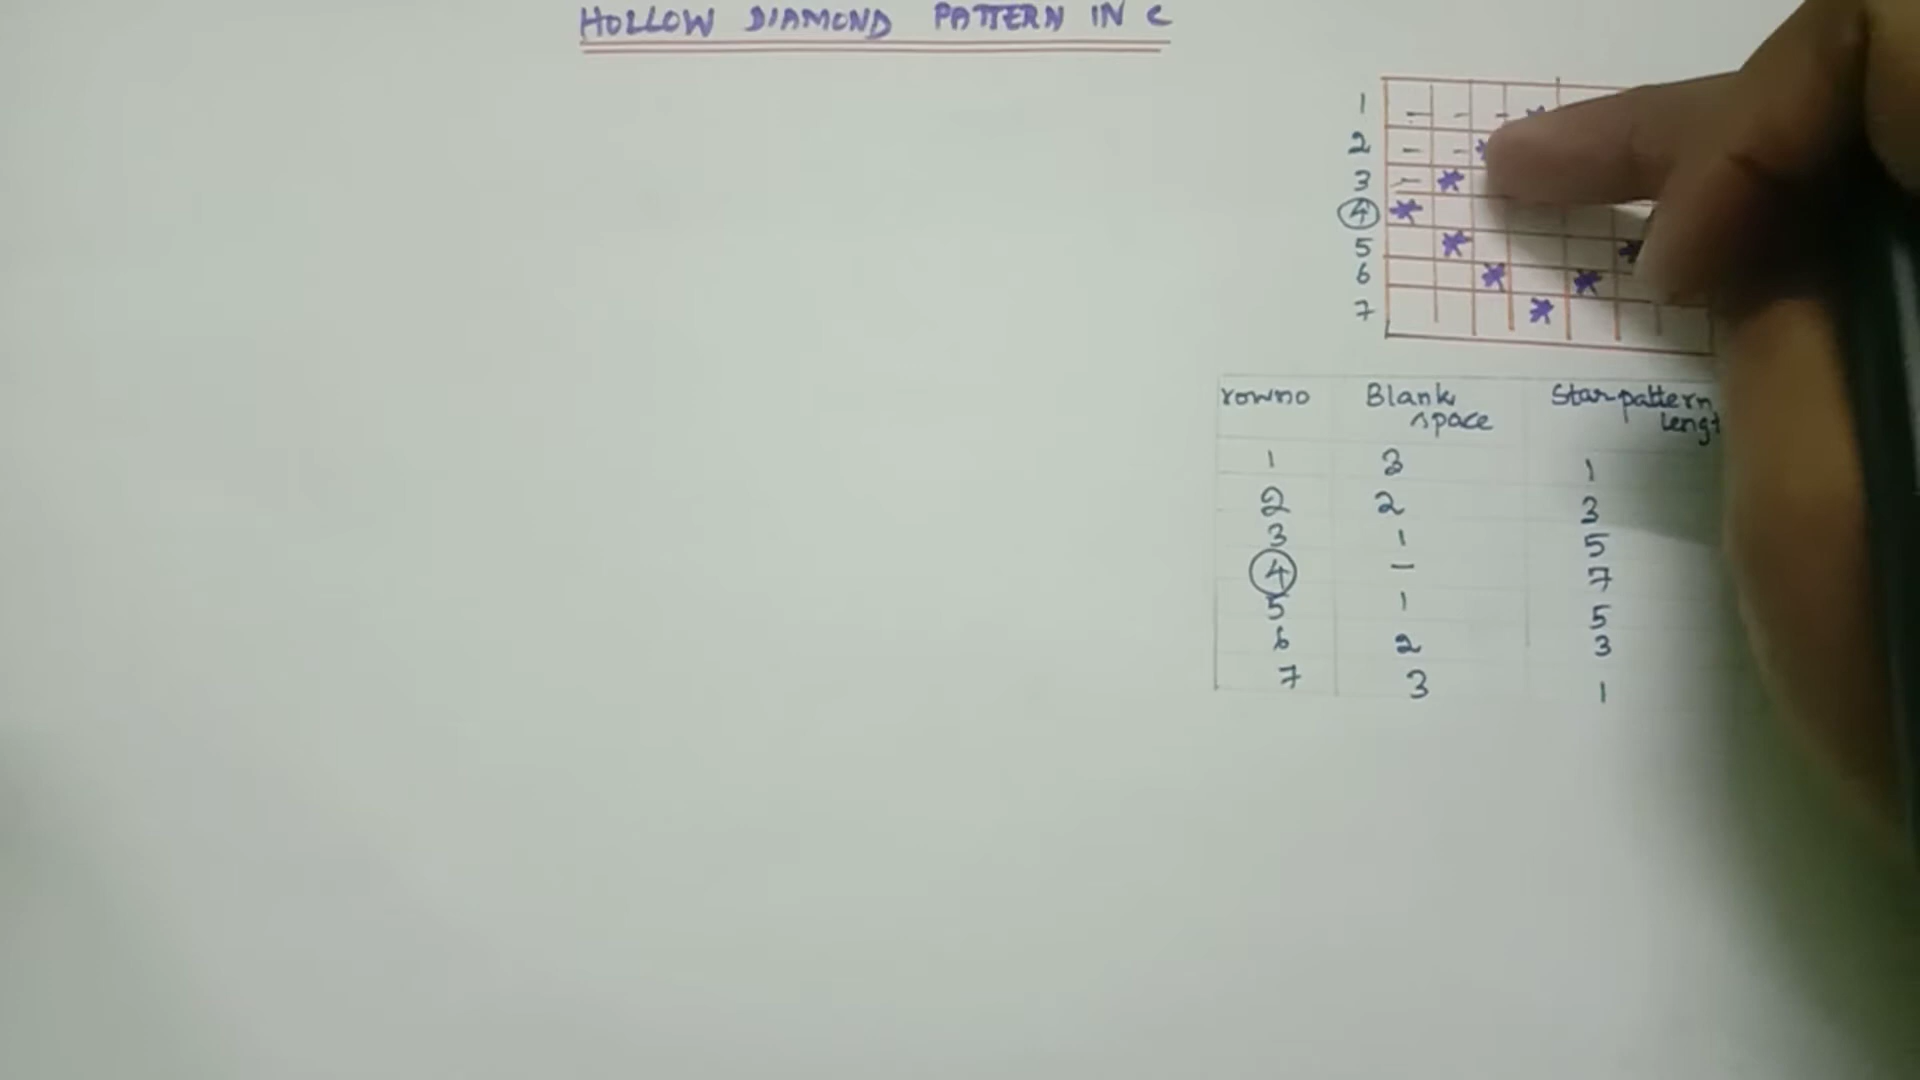 HOLLOW DIAMOND PATTERN IN C
1 - - - *
2 - - *
3 - *
4 *
5 * *
6 * *
7 *
rowno Blank space Star pattern
1 3 1
2 2 3
3 1 5
4 - 7
5 1 5
6 2 3
7 3 1